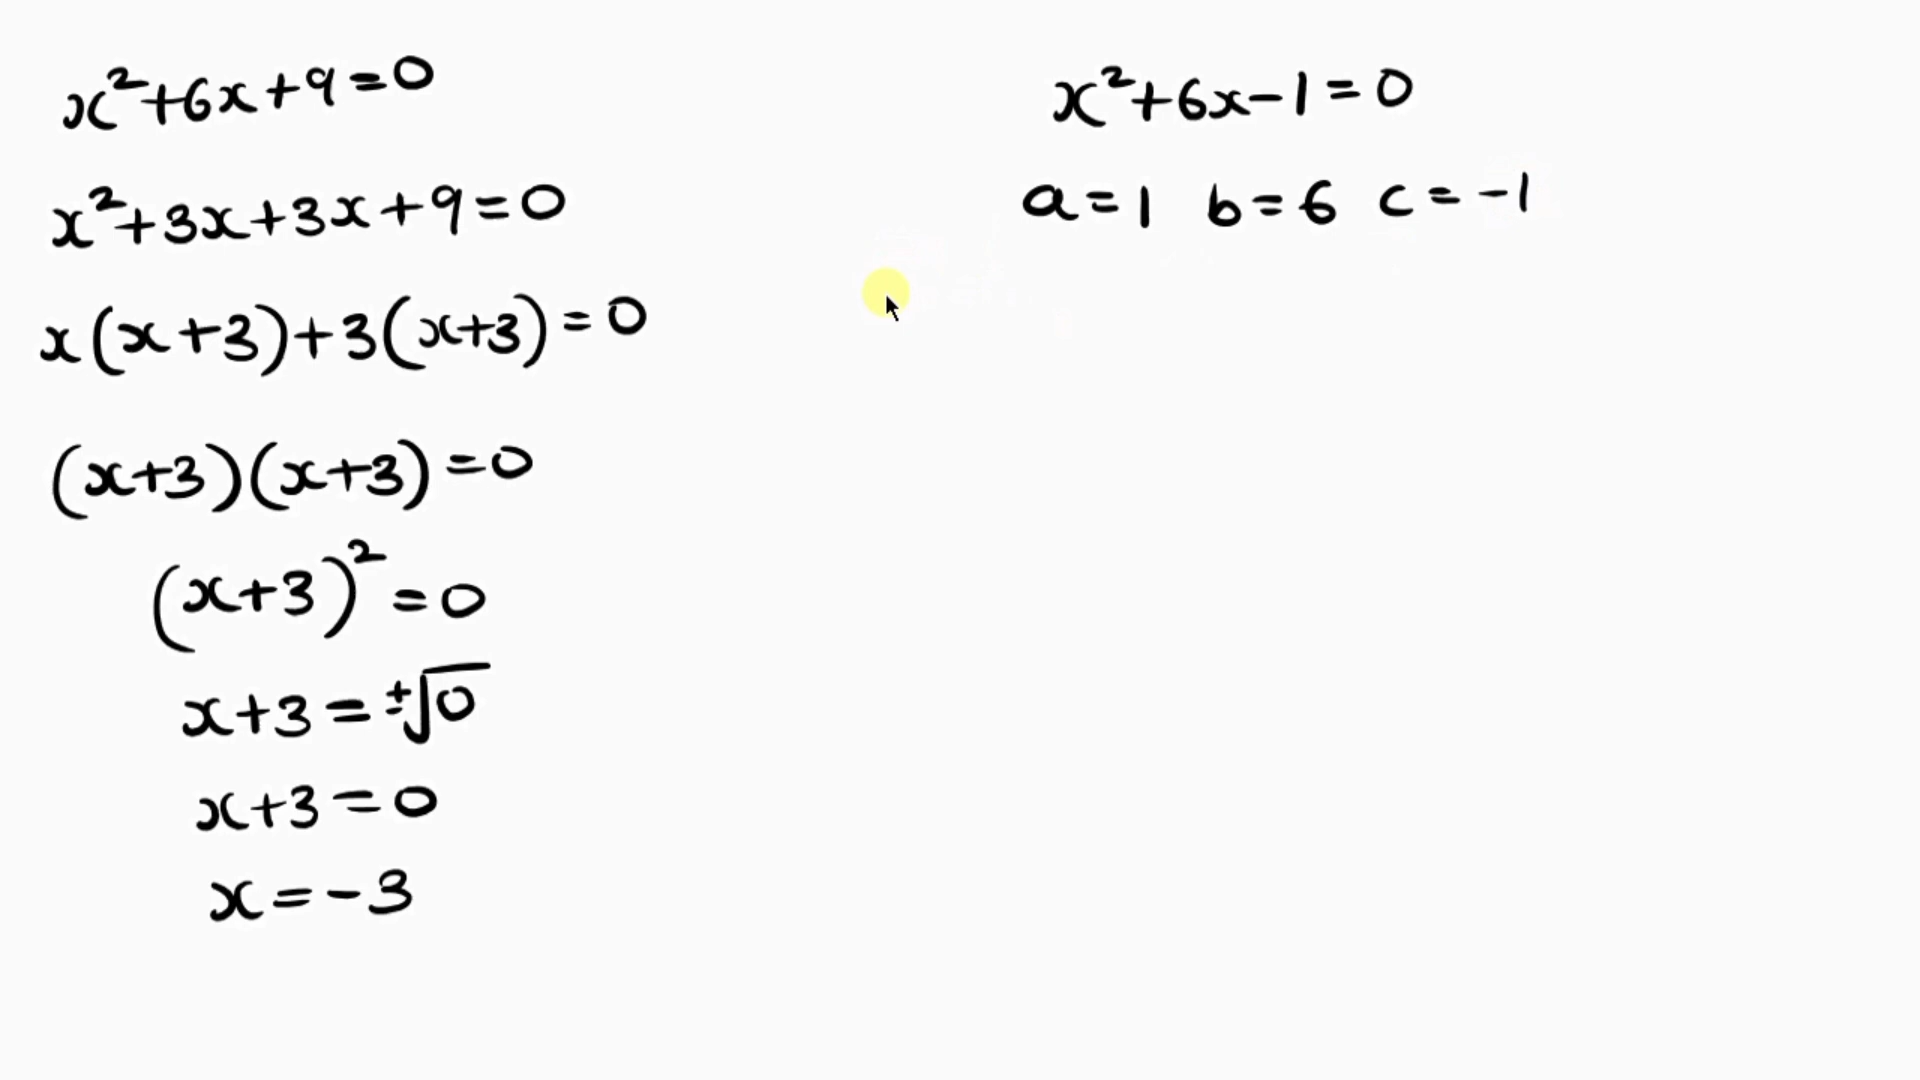 x²+6x+9=0
x²+3x+3x+9=0
x(x+3)+3(x+3)=0
(x+3)(x+3)=0
(x+3)²=0
x+3=±√0
x+3=0
x=-3
x²+6x-1=0
a=1 b=6 c=-1